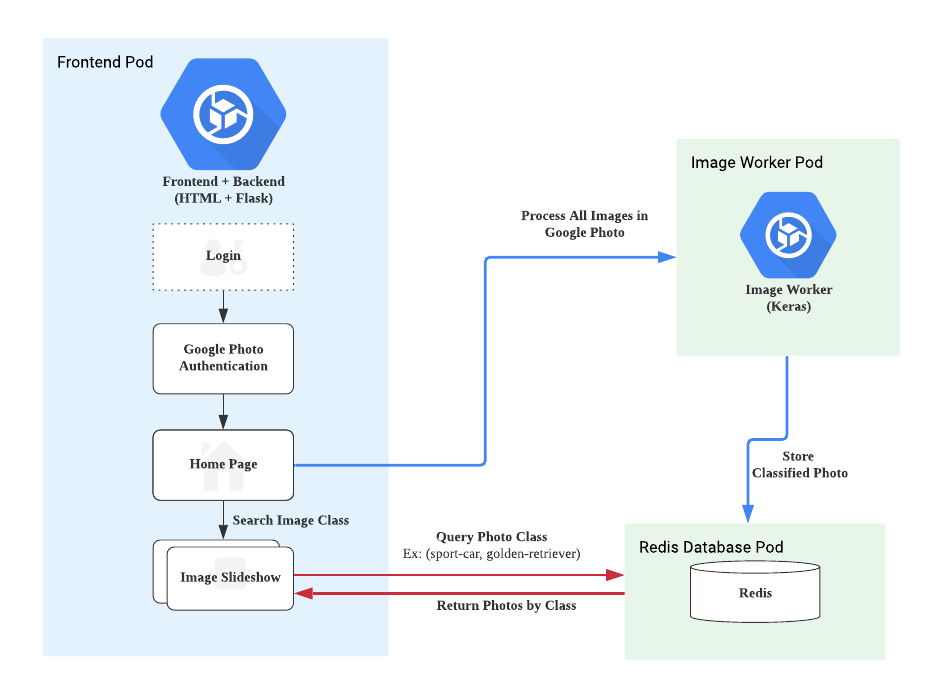 Frontend Pod
Frontend + Backend
(HTML + Flask)
Login
Google Photo
Authentication
Home Page
Search Image Class
Image Slideshow
Process All Images in
Google Photo
Image Worker Pod
Image Worker
(Keras)
Store
Classified Photo
Query Photo Class
Ex: (sport-car, golden-retriever)
Return Photos by Class
Redis Database Pod
Redis